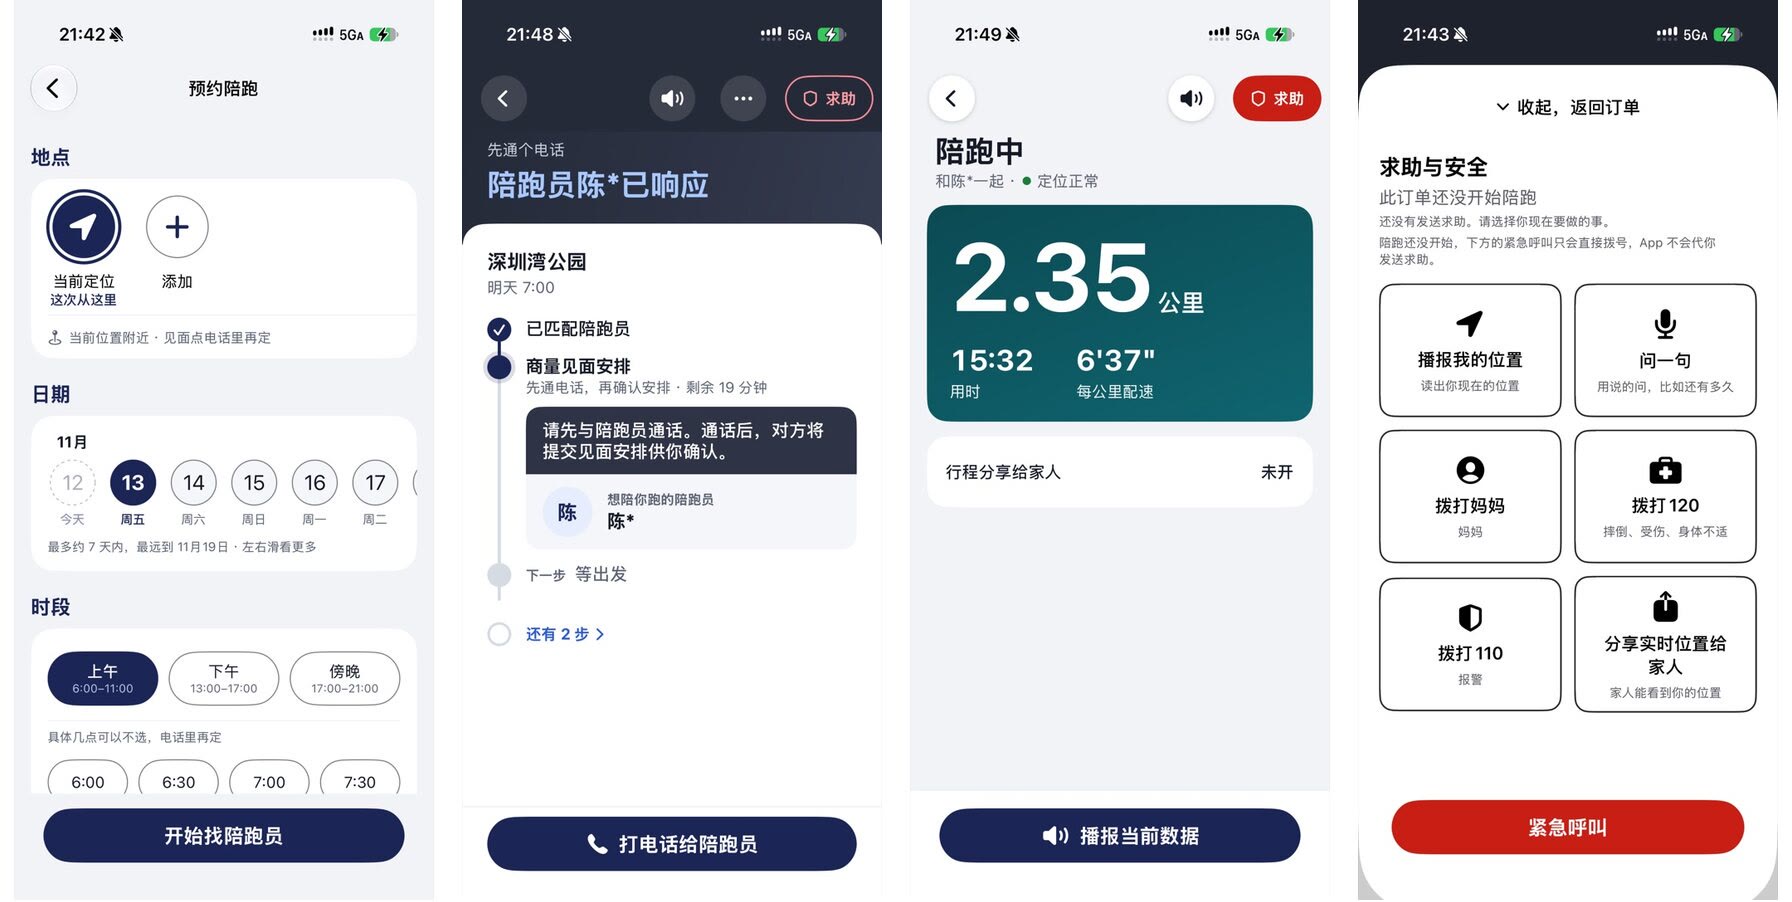 21:42
5GA
预约陪跑
地点
当前定位
这次从这里
添加
当前位置附近 · 见面点电话里再定
日期
11月
12
13
14
15
16
17
今天
周五
周六
周日
周一
周二
最多约 7 天内，最远到 11月19日 · 左右滑看更多
时段
上午
6:00–11:00
下午
13:00–17:00
傍晚
17:00–21:00
具体几点可以不选，电话里再定
6:00
6:30
7:00
7:30
开始找陪跑员
21:48
5GA
求助
先通个电话
陪跑员陈*已响应
深圳湾公园
明天 7:00
已匹配陪跑员
商量见面安排
先通电话，再确认安排 · 剩余 19 分钟
请先与陪跑员通话。通话后，对方将
提交见面安排供你确认。
陈
想陪你跑的陪跑员
陈*
下一步 等出发
还有 2 步
打电话给陪跑员
21:49
5GA
求助
陪跑中
和陈*一起 · 定位正常
2.35 公里
15:32
用时
6'37"
每公里配速
行程分享给家人
未开
播报当前数据
21:43
5GA
收起，返回订单
求助与安全
此订单还没开始陪跑
还没有发送求助。请选择你现在要做的事。
陪跑还没开始，下方的紧急呼叫只会直接拨号，App 不会代你
发送求助。
播报我的位置
读出你现在的位置
问一句
用说的问，比如还有多久
拨打妈妈
妈妈
拨打 120
摔倒、受伤、身体不适
拨打 110
报警
分享实时位置给
家人
家人能看到你的位置
紧急呼叫